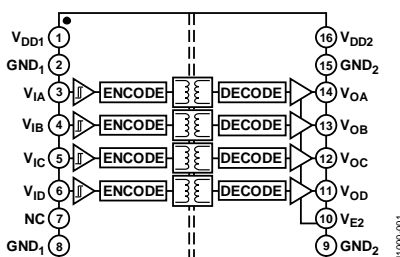 VDD1 1 16 VDD2
GND1 2 15 GND2
VIA 3 ENCODE DECODE 14 VOA
VIB 4 ENCODE DECODE 13 VOB
VIC 5 ENCODE DECODE 12 VOC
VID 6 ENCODE DECODE 11 VOD
NC 7 10 VE2
GND1 8 9 GND2